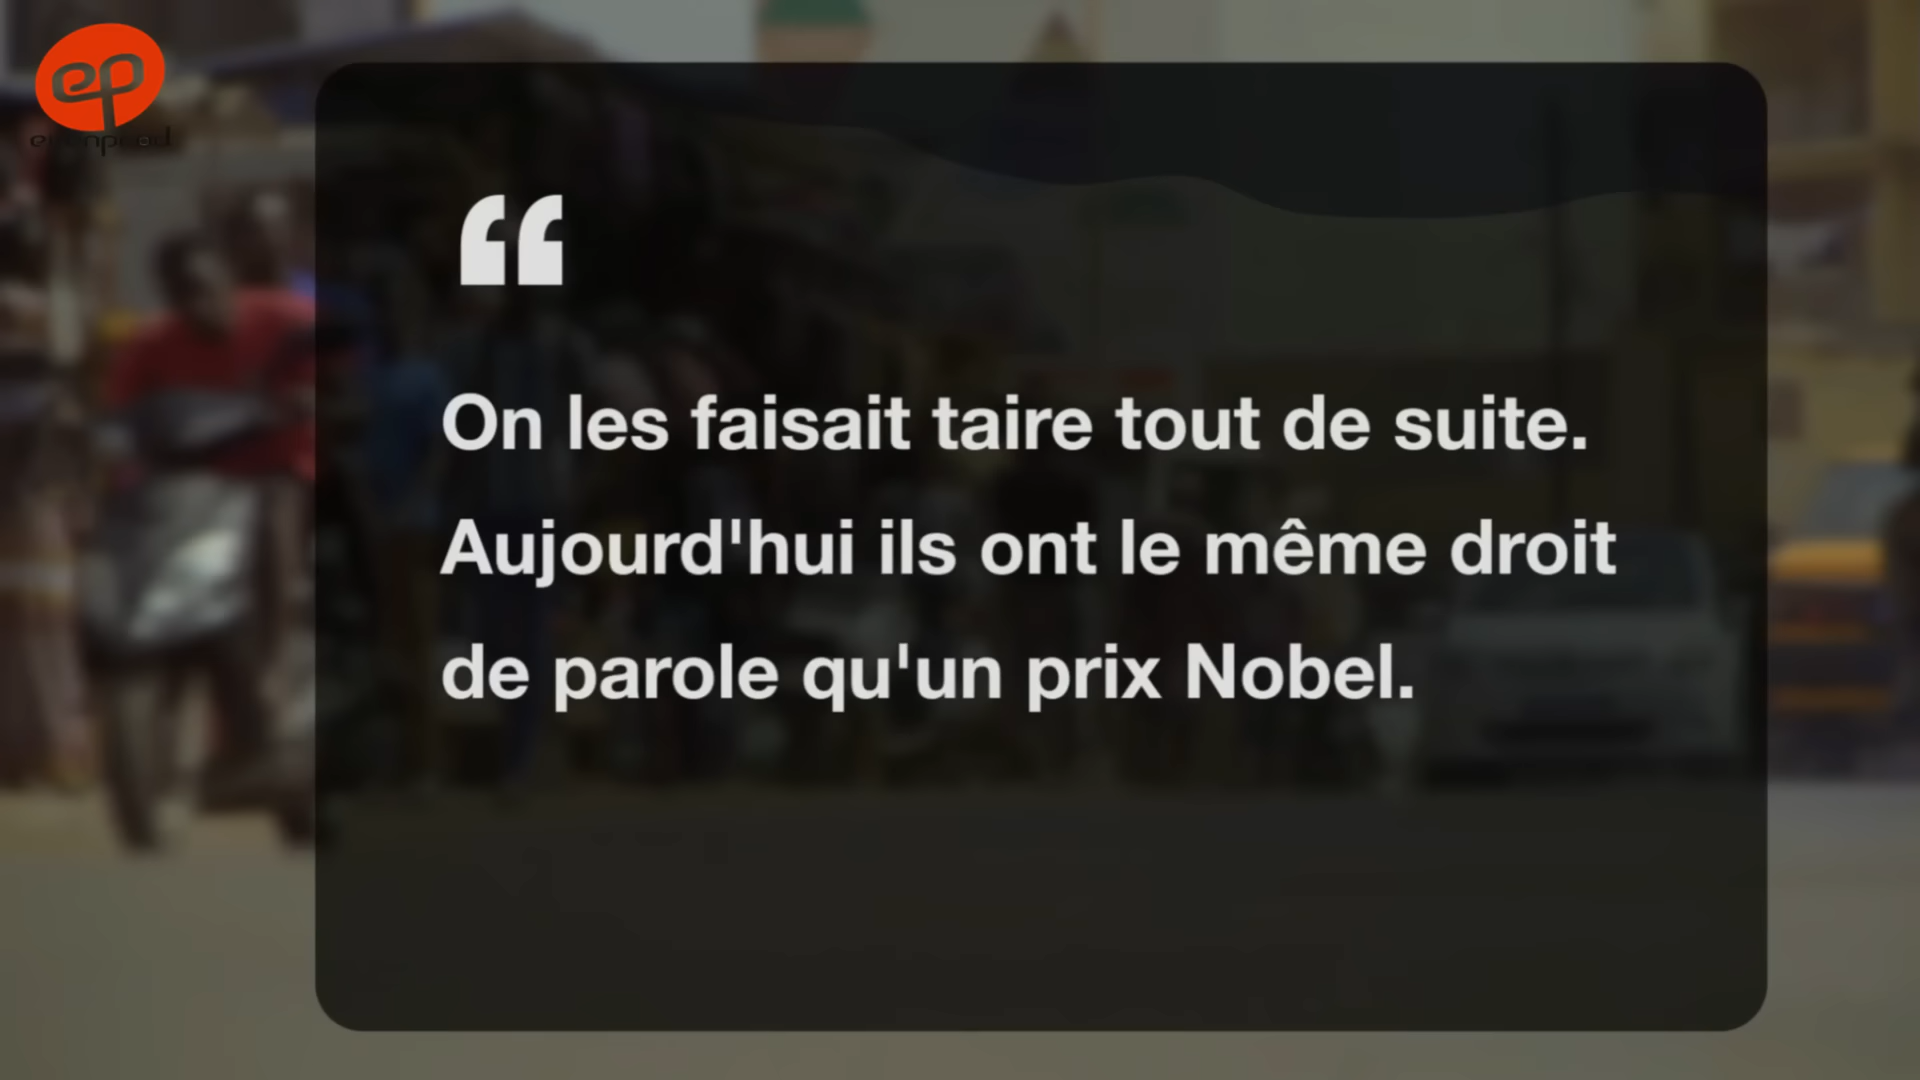 ep
“
On les faisait taire tout de suite.
Aujourd'hui ils ont le même droit
de parole qu'un prix Nobel.